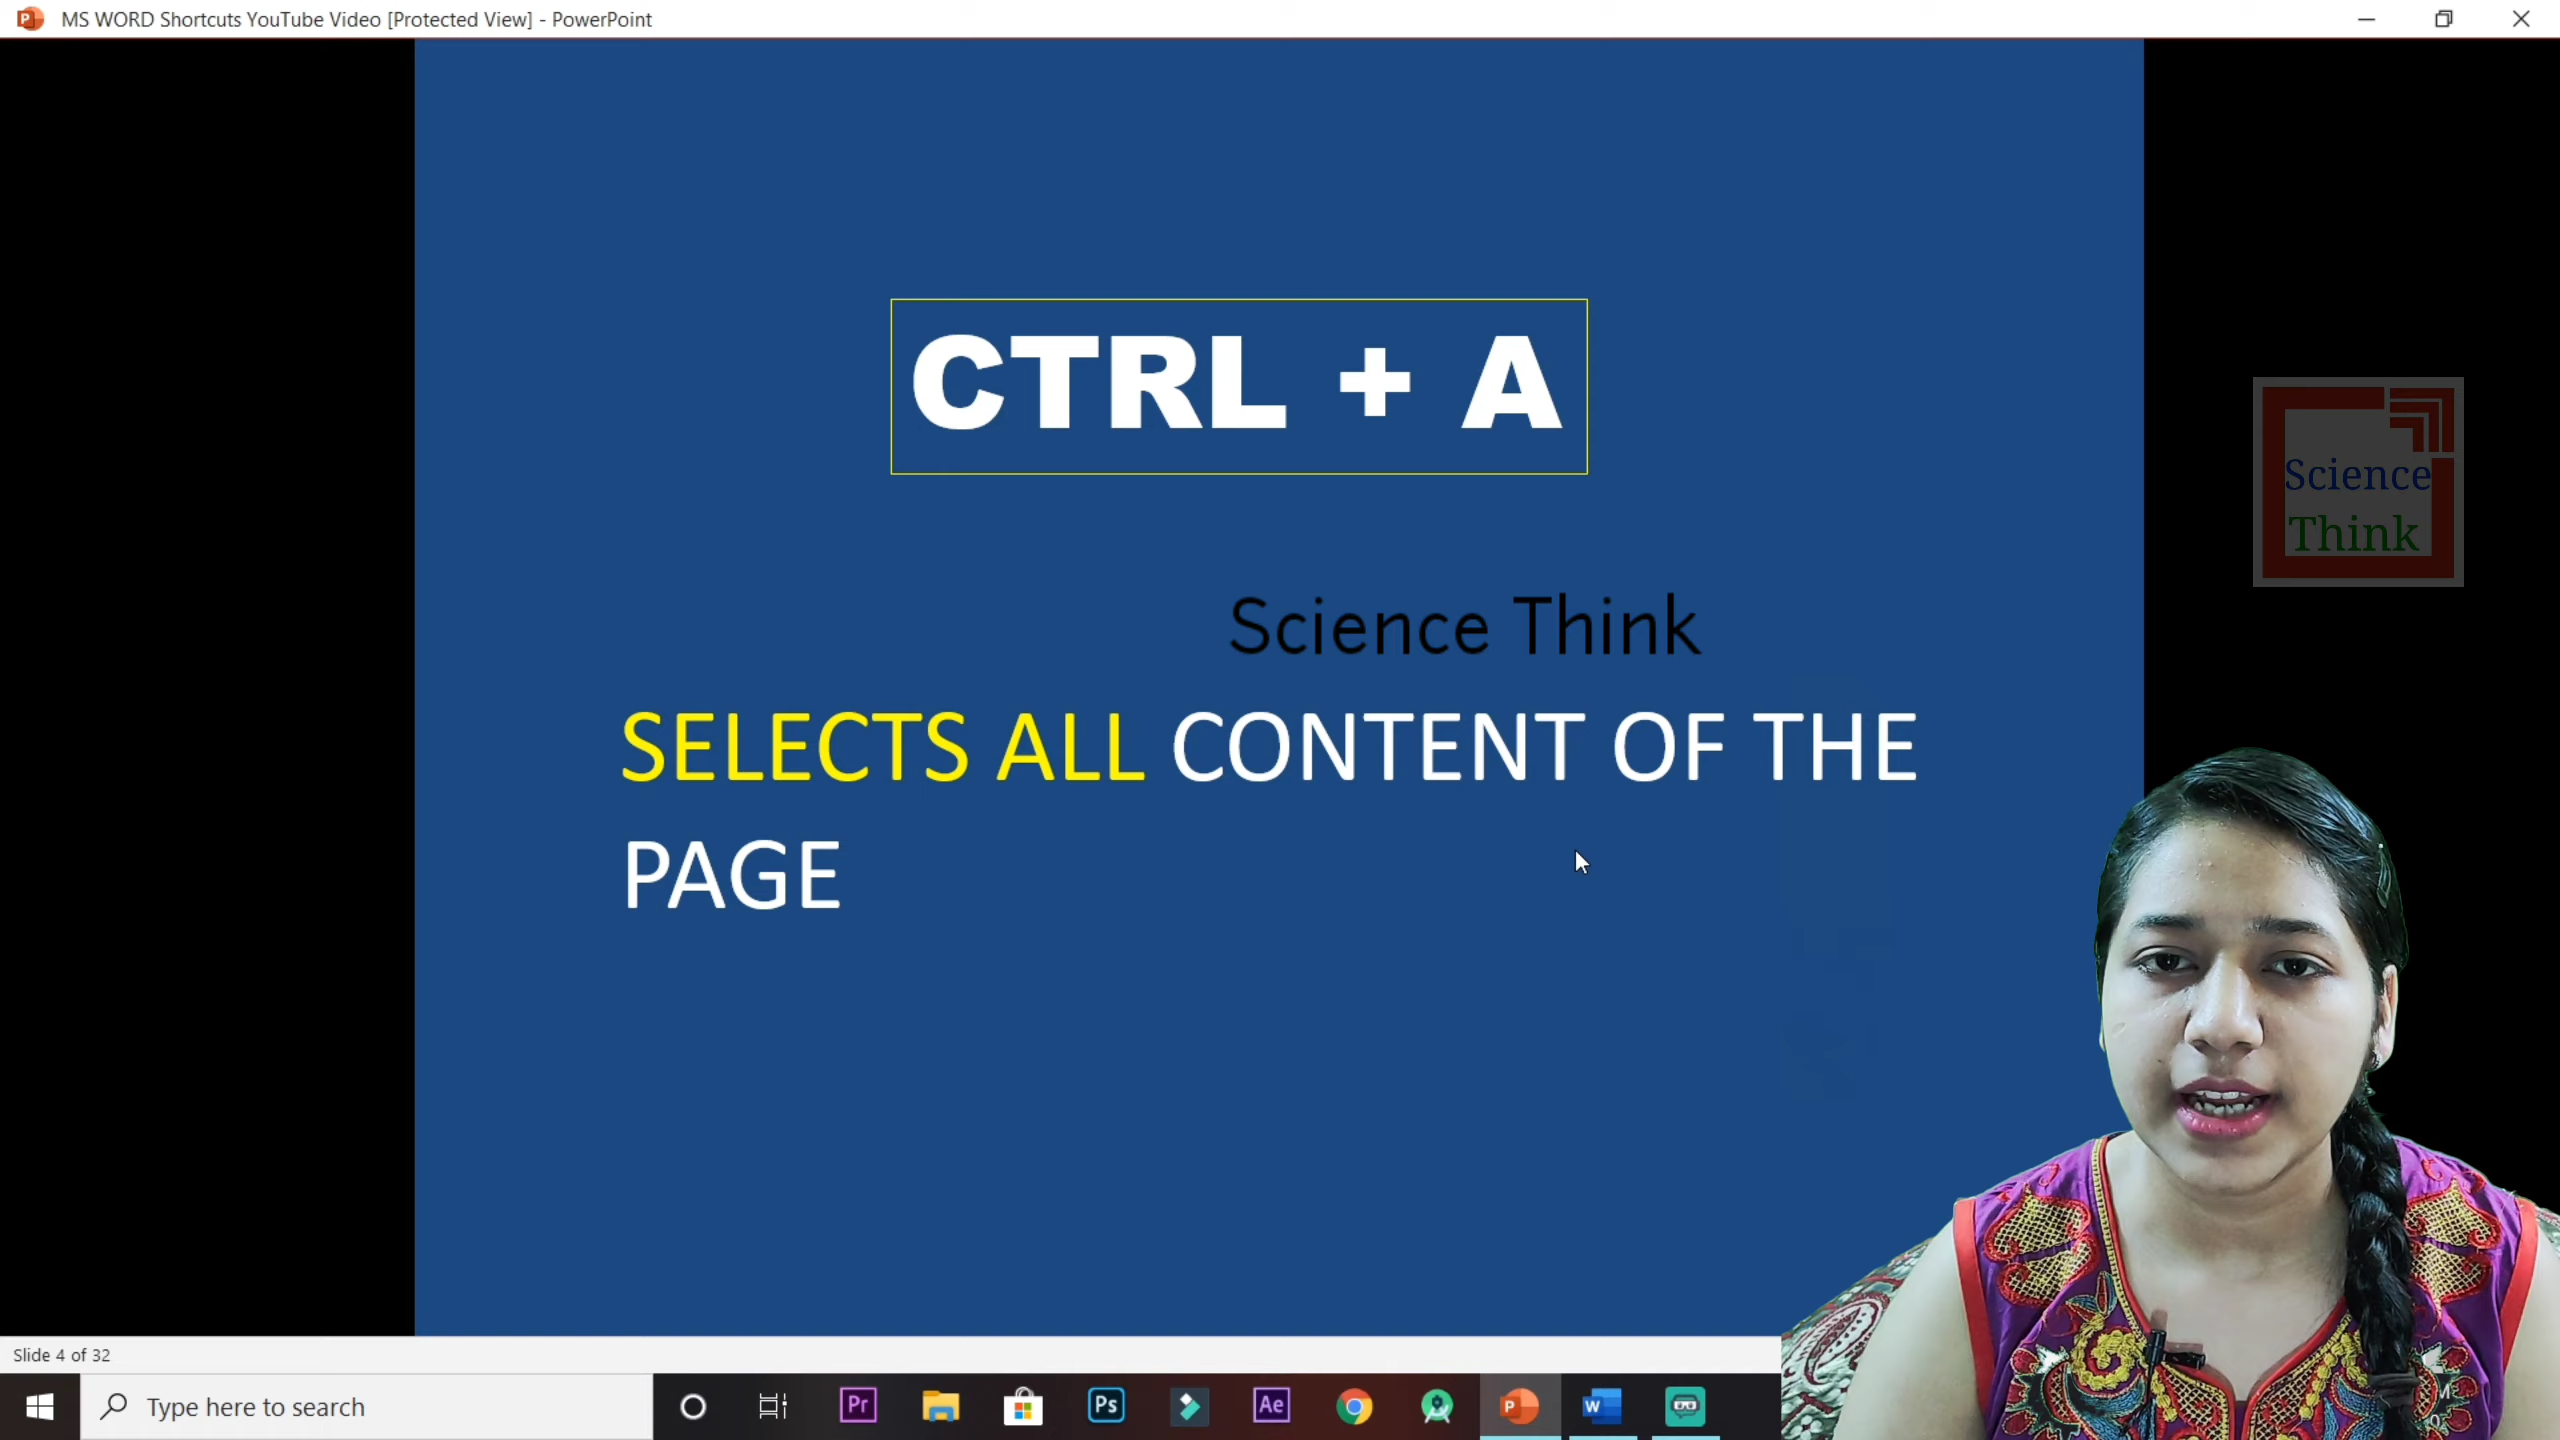 MS WORD Shortcuts YouTube Video [Protected View] - PowerPoint
CTRL + A
Science
Think
Science Think
SELECTS ALL CONTENT OF THE
PAGE
Slide 4 of 32
Type here to search
Pr
Ps
Ae
P
W